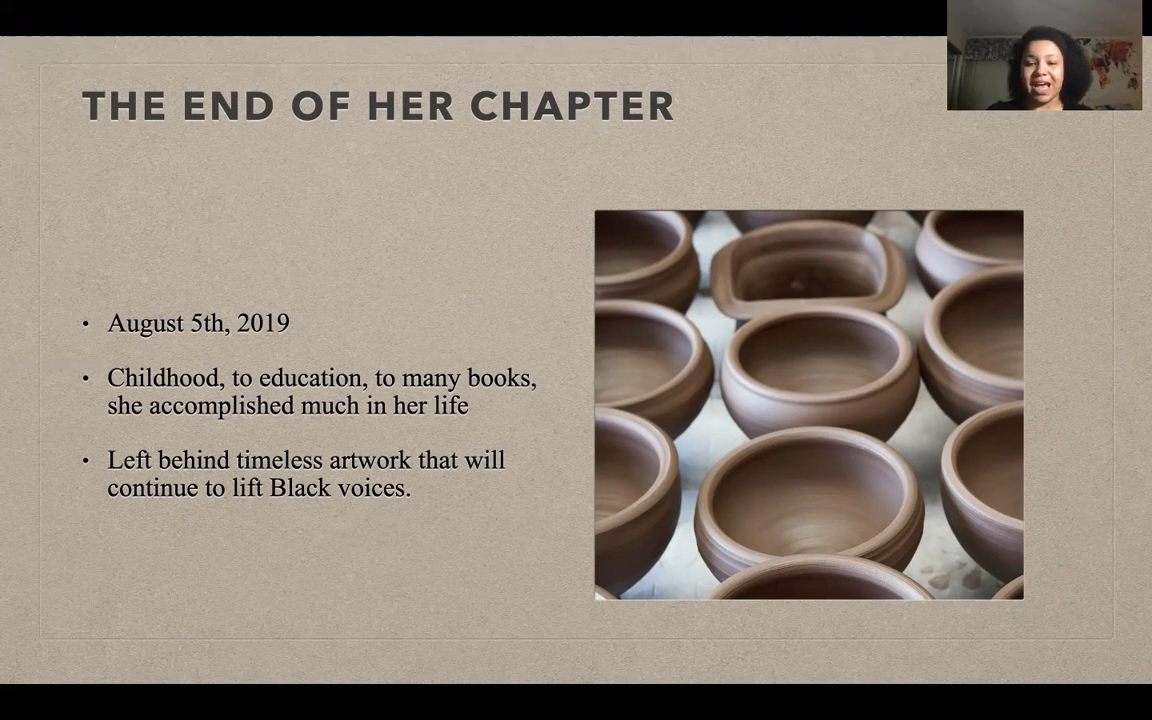 THE END OF HER CHAPTER
• August 5th, 2019
• Childhood, to education, to many books,
she accomplished much in her life
• Left behind timeless artwork that will
continue to lift Black voices.